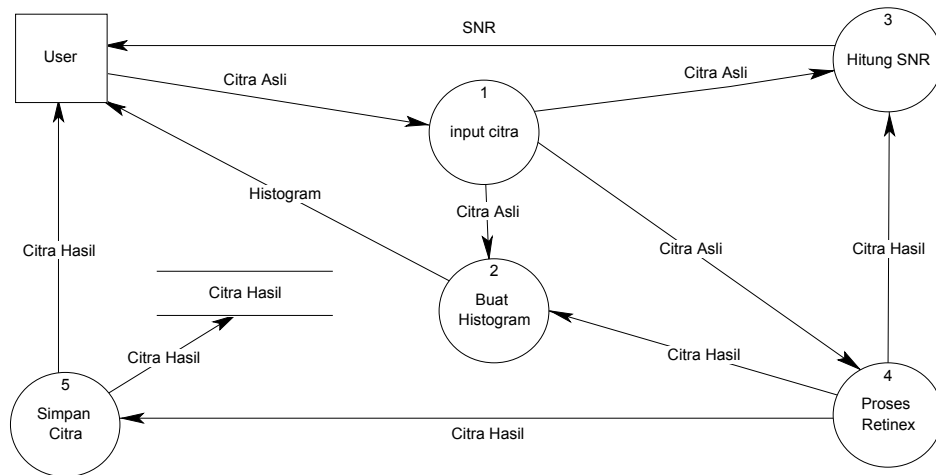 SNR
3
User
Hitung SNR
Citra Asli
Citra Asli
1
input citra
Histogram
Citra Asli
Citra Hasil
Citra Asli
Citra Hasil
2
Citra Hasil
Buat
Histogram
Citra Hasil
Citra Hasil
5
4
Simpan
Citra
Proses
Retinex
Citra Hasil